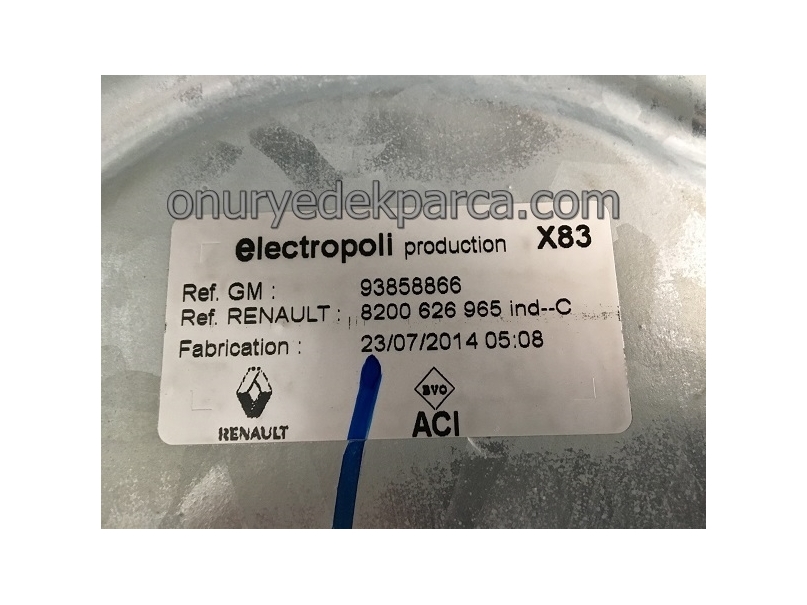 onuryedekparca.com
electropoli production X83
Ref. GM : 93858866
Ref. RENAULT : 8200 626 965 ind--C
Fabrication : 23/07/2014 05:08
BVO
RENAULT ACI